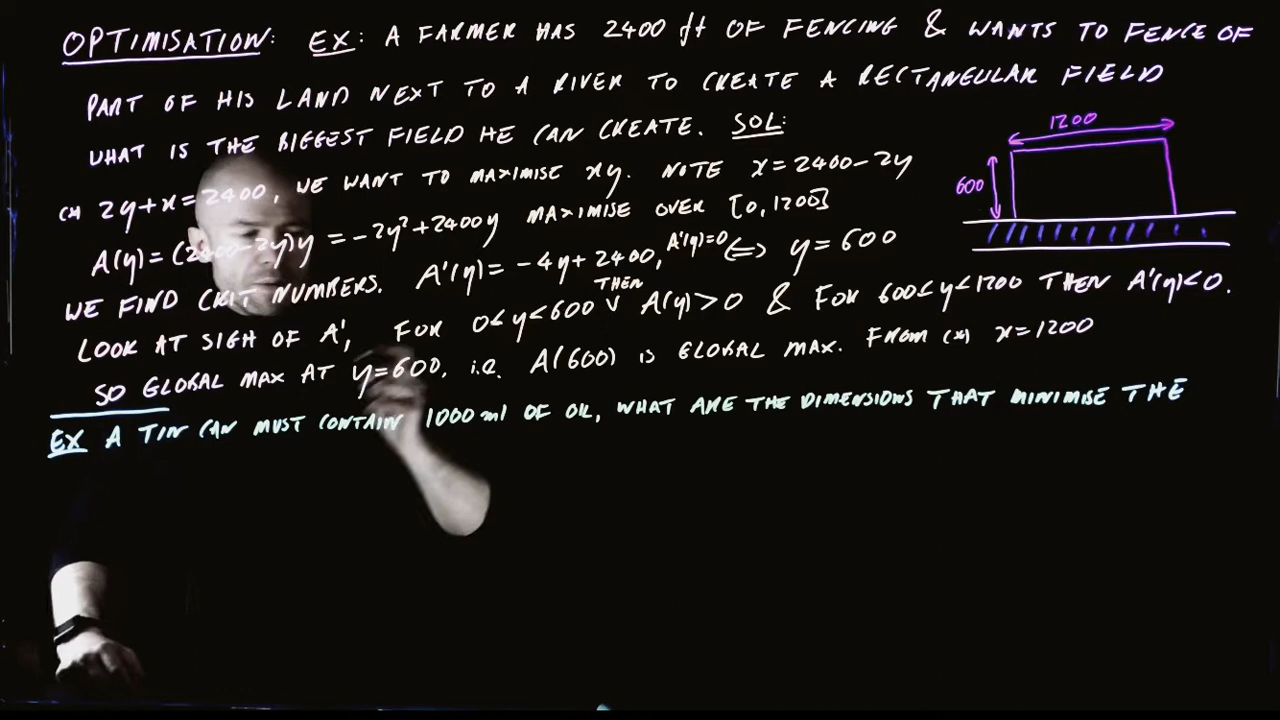 OPTIMISATION: EX: A FARMER HAS 2400 ft OF FENCING & WANTS TO FENCE OF
PART OF HIS LAND NEXT TO A RIVER TO CREATE A RECTANGULAR FIELD
WHAT IS THE BIGGEST FIELD HE CAN CREATE. SOL:
1200
600
(*) 2y+x=2400, WE WANT TO MAXIMISE xy. NOTE x=2400-2y
A(y)=(2400-2y)y = -2y²+2400y MAXIMISE OVER [0,1200]
WE FIND CRIT NUMBERS. A'(y)= -4y+2400, A'(y)=0 ⟺ y=600
LOOK AT SIGN OF A', FOR 0<y<600 THEN A(y)>0 & FOR 600<y<1200 THEN A'(y)<0.
SO GLOBAL MAX AT y=600, i.e. A(600) IS GLOBAL MAX. FROM (*) x=1200
EX A TIN CAN MUST CONTAIN 1000 ml OF OIL, WHAT ARE THE DIMENSIONS THAT MINIMISE THE